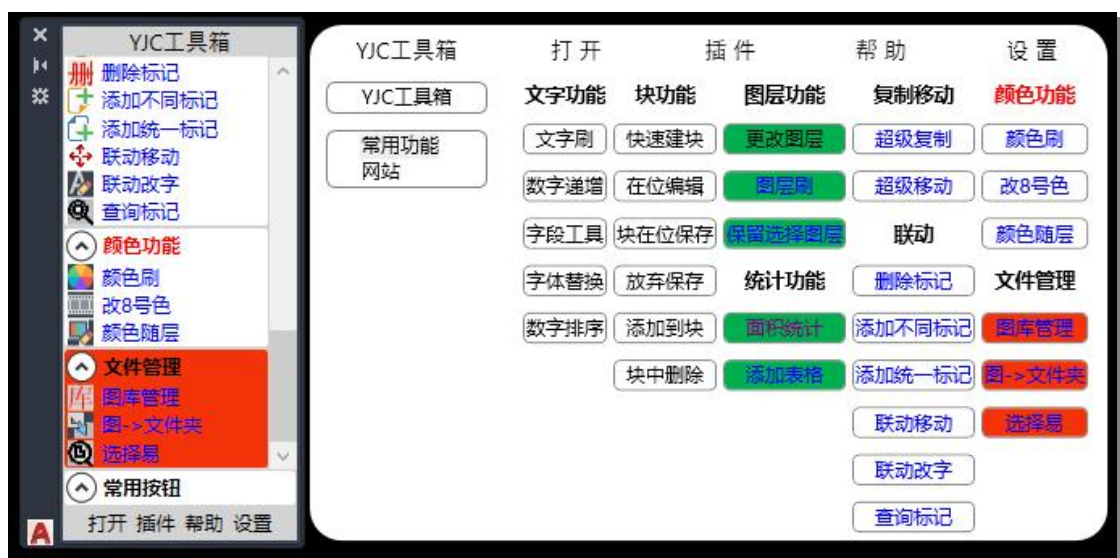 YJC工具箱
删除标记
添加不同标记
添加统一标记
联动移动
联动改字
查询标记
颜色功能
颜色刷
改8号色
颜色随层
文件管理
图库管理
图->文件夹
选择易
常用按钮
打开 插件 帮助 设置
YJC工具箱 打 开 插 件 帮 助 设 置
YJC工具箱
常用功能
网站
文字功能 块功能 图层功能 复制移动 颜色功能
文字刷 快速建块 更改图层 超级复制 颜色刷
数字递增 在位编辑 图层刷 超级移动 改8号色
字段工具 块在位保存 保留选择图层 联动 颜色随层
字体替换 放弃保存 统计功能 删除标记 文件管理
数字排序 添加到块 面积统计 添加不同标记 图库管理
块中删除 添加表格 添加统一标记 图->文件夹
联动移动 选择易
联动改字
查询标记